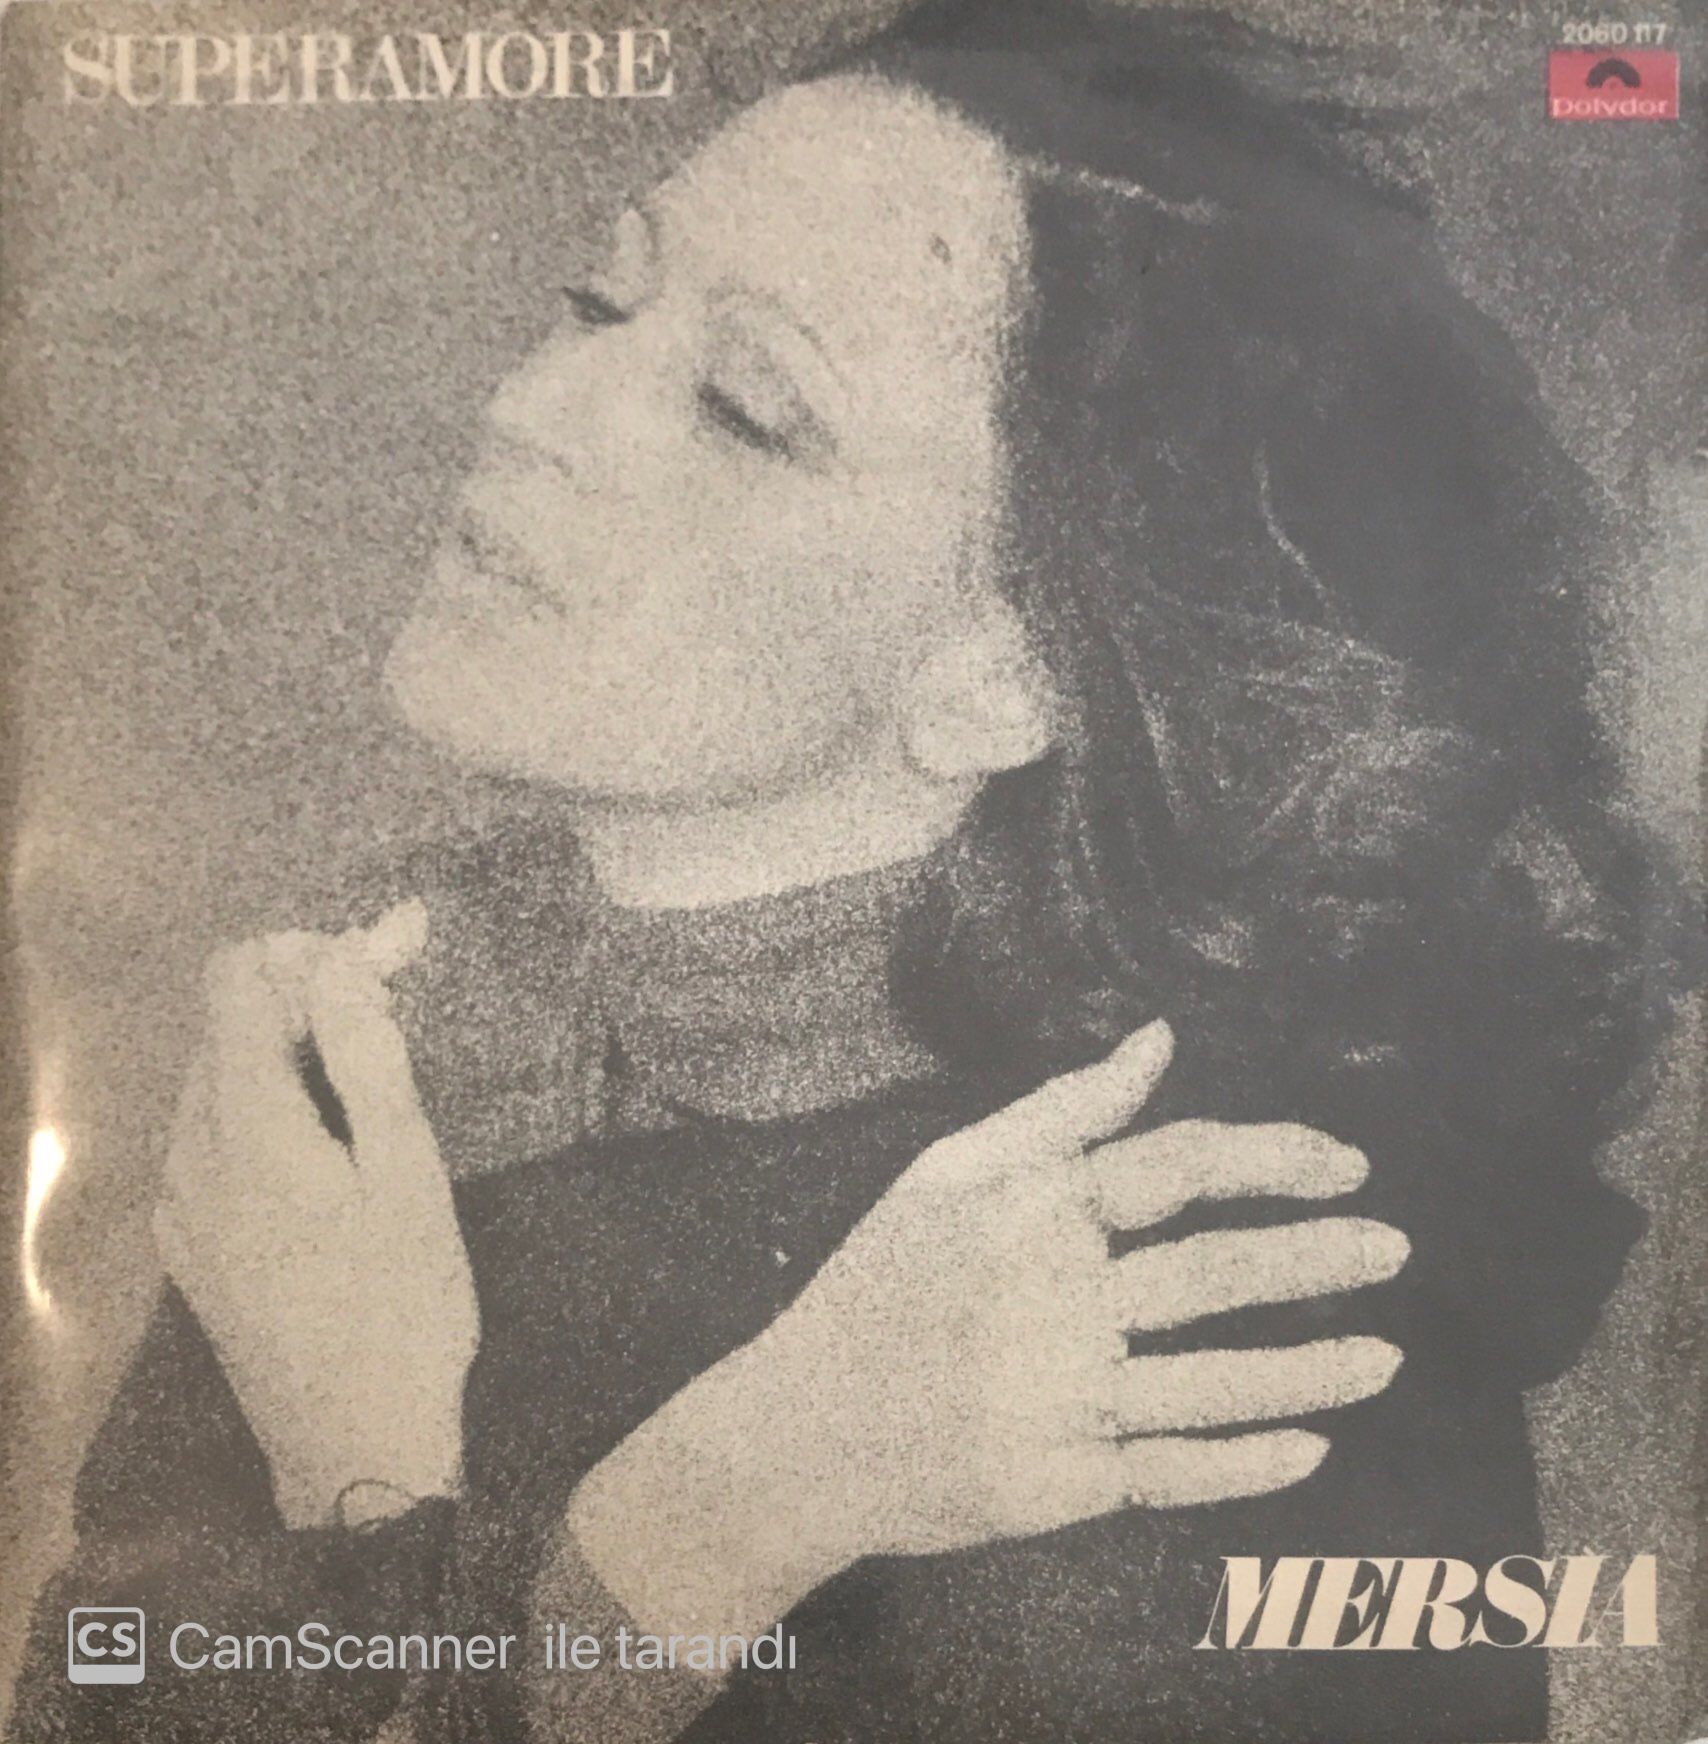 SUPERAMORE
2060 117
Polydor
MERSIA
CS CamScanner ile tarandı